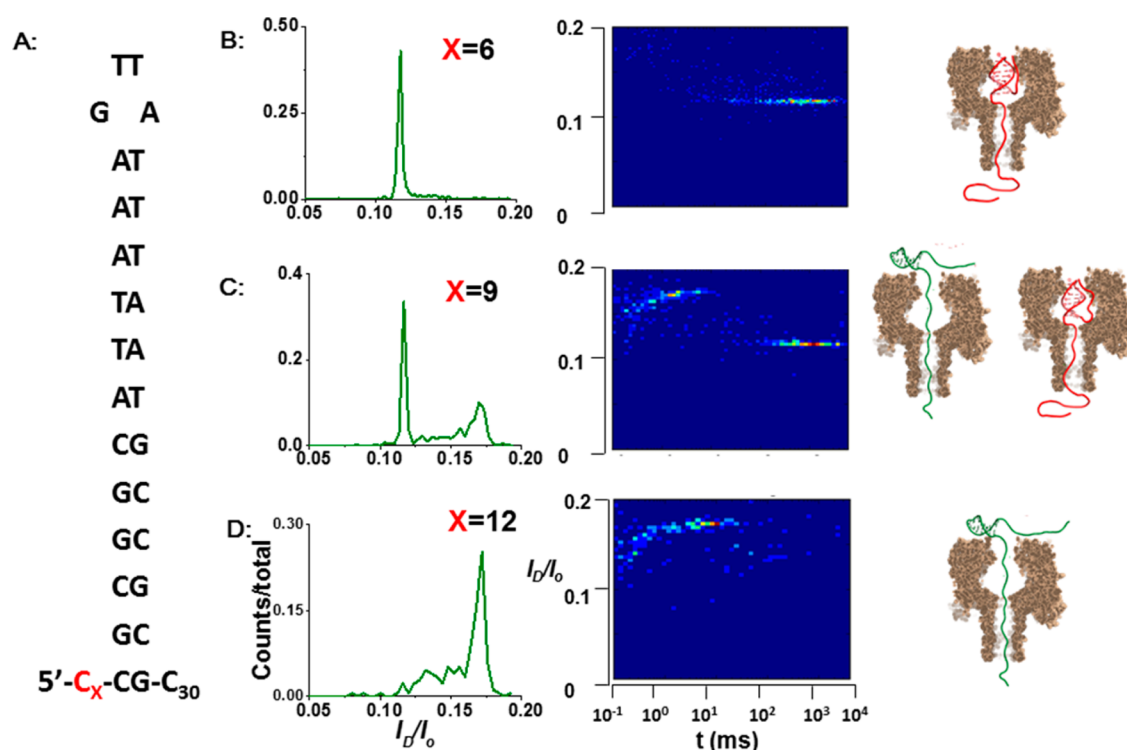 A:
TT
G A
AT
AT
AT
TA
TA
AT
CG
GC
GC
CG
GC
5'-CX-CG-C30
B:
X=6
0.50
0.25
0.00
0.05 0.10 0.15 0.20
0.2
0.1
0
C:
X=9
0.4
0.2
0.0
0.05 0.10 0.15 0.20
0.2
0.1
0
D:
X=12
Counts/total
0.30
0.15
0.00
0.05 0.10 0.15 0.20
ID/Io
ID/Io
0.2
0.1
0
10-1 100 101 102 103 104
t (ms)